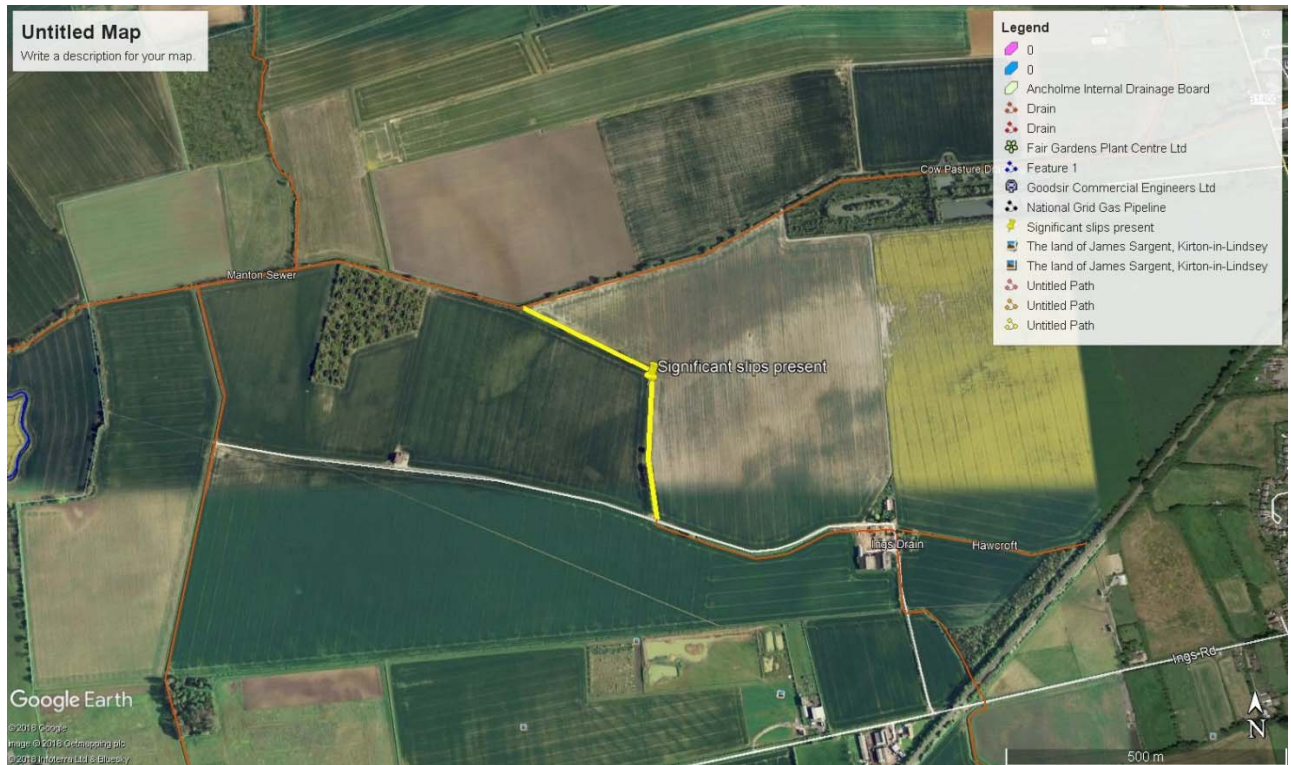 Untitled Map
Write a description for your map.
Legend
0
0
Ancholme Internal Drainage Board
Drain
Drain
Fair Gardens Plant Centre Ltd
Feature 1
Goodsir Commercial Engineers Ltd
National Grid Gas Pipeline
Significant slips present
The land of James Sargent, Kirton-in-Lindsey
The land of James Sargent, Kirton-in-Lindsey
Untitled Path
Untitled Path
Untitled Path
Cow Pasture
Manton Sewer
Significant slips present
Ings Drain
Hawcroft
Ings Rd
Google Earth
© 2018 Google
Image © 2018 Getmapping plc
© 2018 Infoterra Ltd & Bluesky
N
500 m